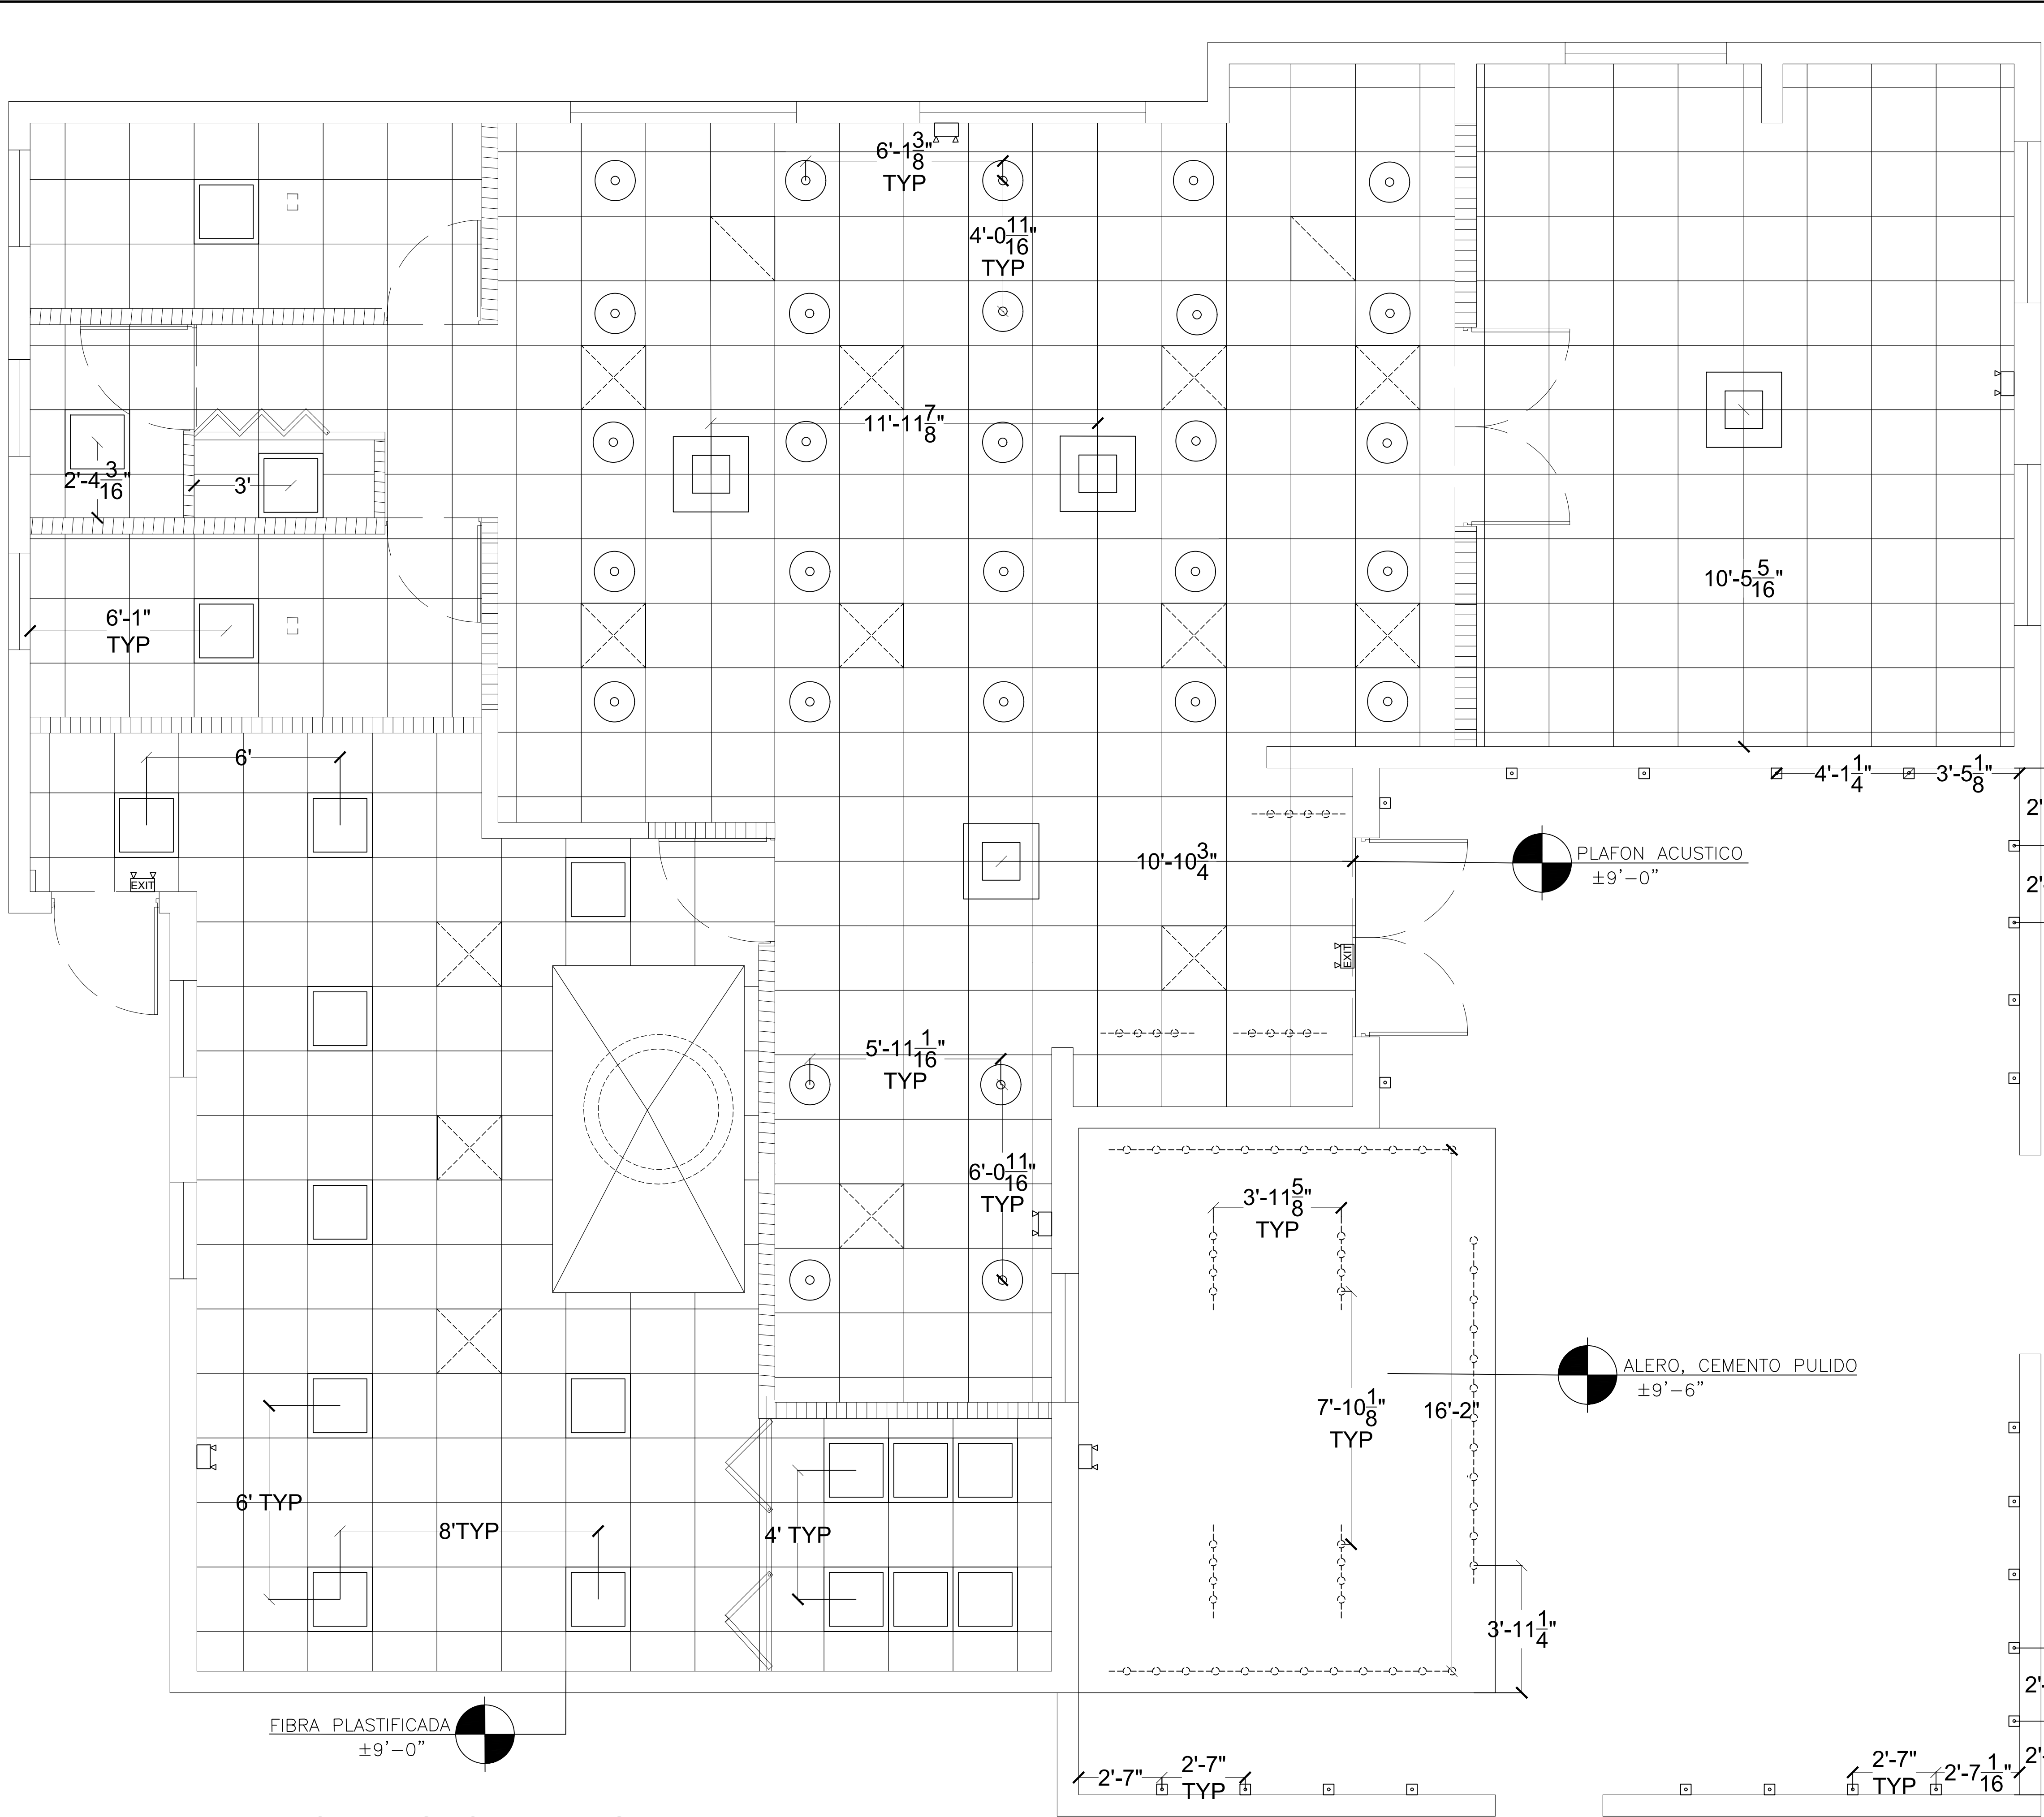 6'-1 3/8"
TYP
4'-0 11/16"
TYP
11'-11 7/8"
2'-4 3/16"
3'
10'-5 5/16"
6'-1"
TYP
6'
4'-1 1/4"
3'-5 1/8"
2'
PLAFON ACUSTICO
±9'-0"
10'-10 3/4"
2'
EXIT
EXIT
5'-11 1/16"
TYP
6'-0 11/16"
TYP
3'-11 5/8"
TYP
ALERO, CEMENTO PULIDO
±9'-6"
7'-10 1/8"
TYP
16'-2"
6' TYP
8'TYP
4' TYP
3'-11 1/4"
FIBRA PLASTIFICADA
±9'-0"
2'-
2'-7"
2'-7"
TYP
2'-7"
TYP
2'-7 1/16"
2'